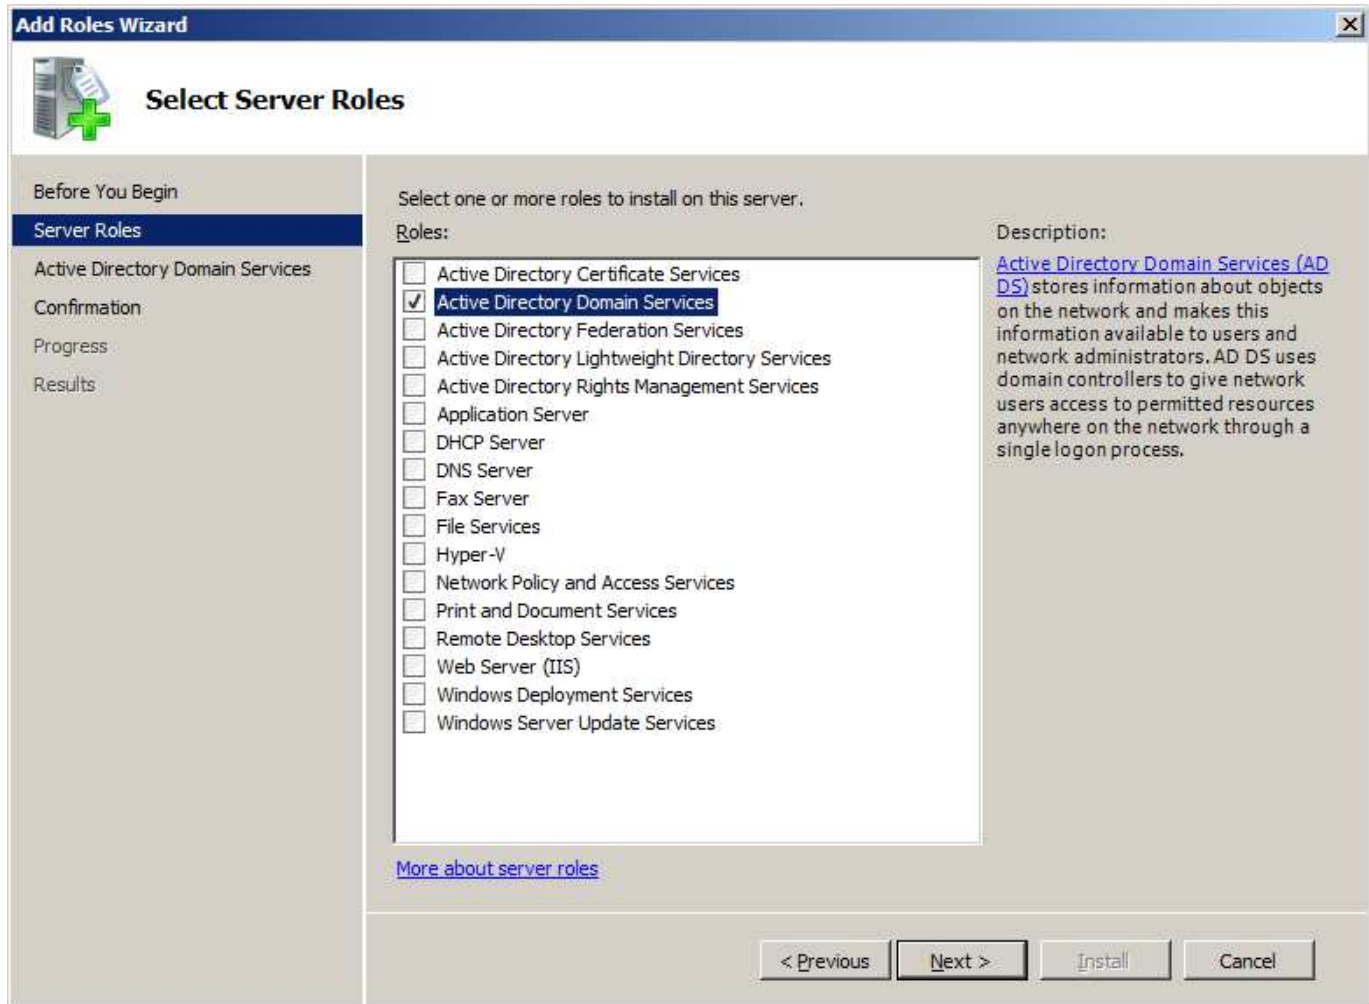 Add Roles Wizard
Select Server Roles
Before You Begin
Server Roles
Active Directory Domain Services
Confirmation
Progress
Results
Select one or more roles to install on this server.
Roles:
Active Directory Certificate Services
Active Directory Domain Services
Active Directory Federation Services
Active Directory Lightweight Directory Services
Active Directory Rights Management Services
Application Server
DHCP Server
DNS Server
Fax Server
File Services
Hyper-V
Network Policy and Access Services
Print and Document Services
Remote Desktop Services
Web Server (IIS)
Windows Deployment Services
Windows Server Update Services
More about server roles
Description:
Active Directory Domain Services (AD
DS) stores information about objects
on the network and makes this
information available to users and
network administrators. AD DS uses
domain controllers to give network
users access to permitted resources
anywhere on the network through a
single logon process.
< Previous
Next >
Install
Cancel